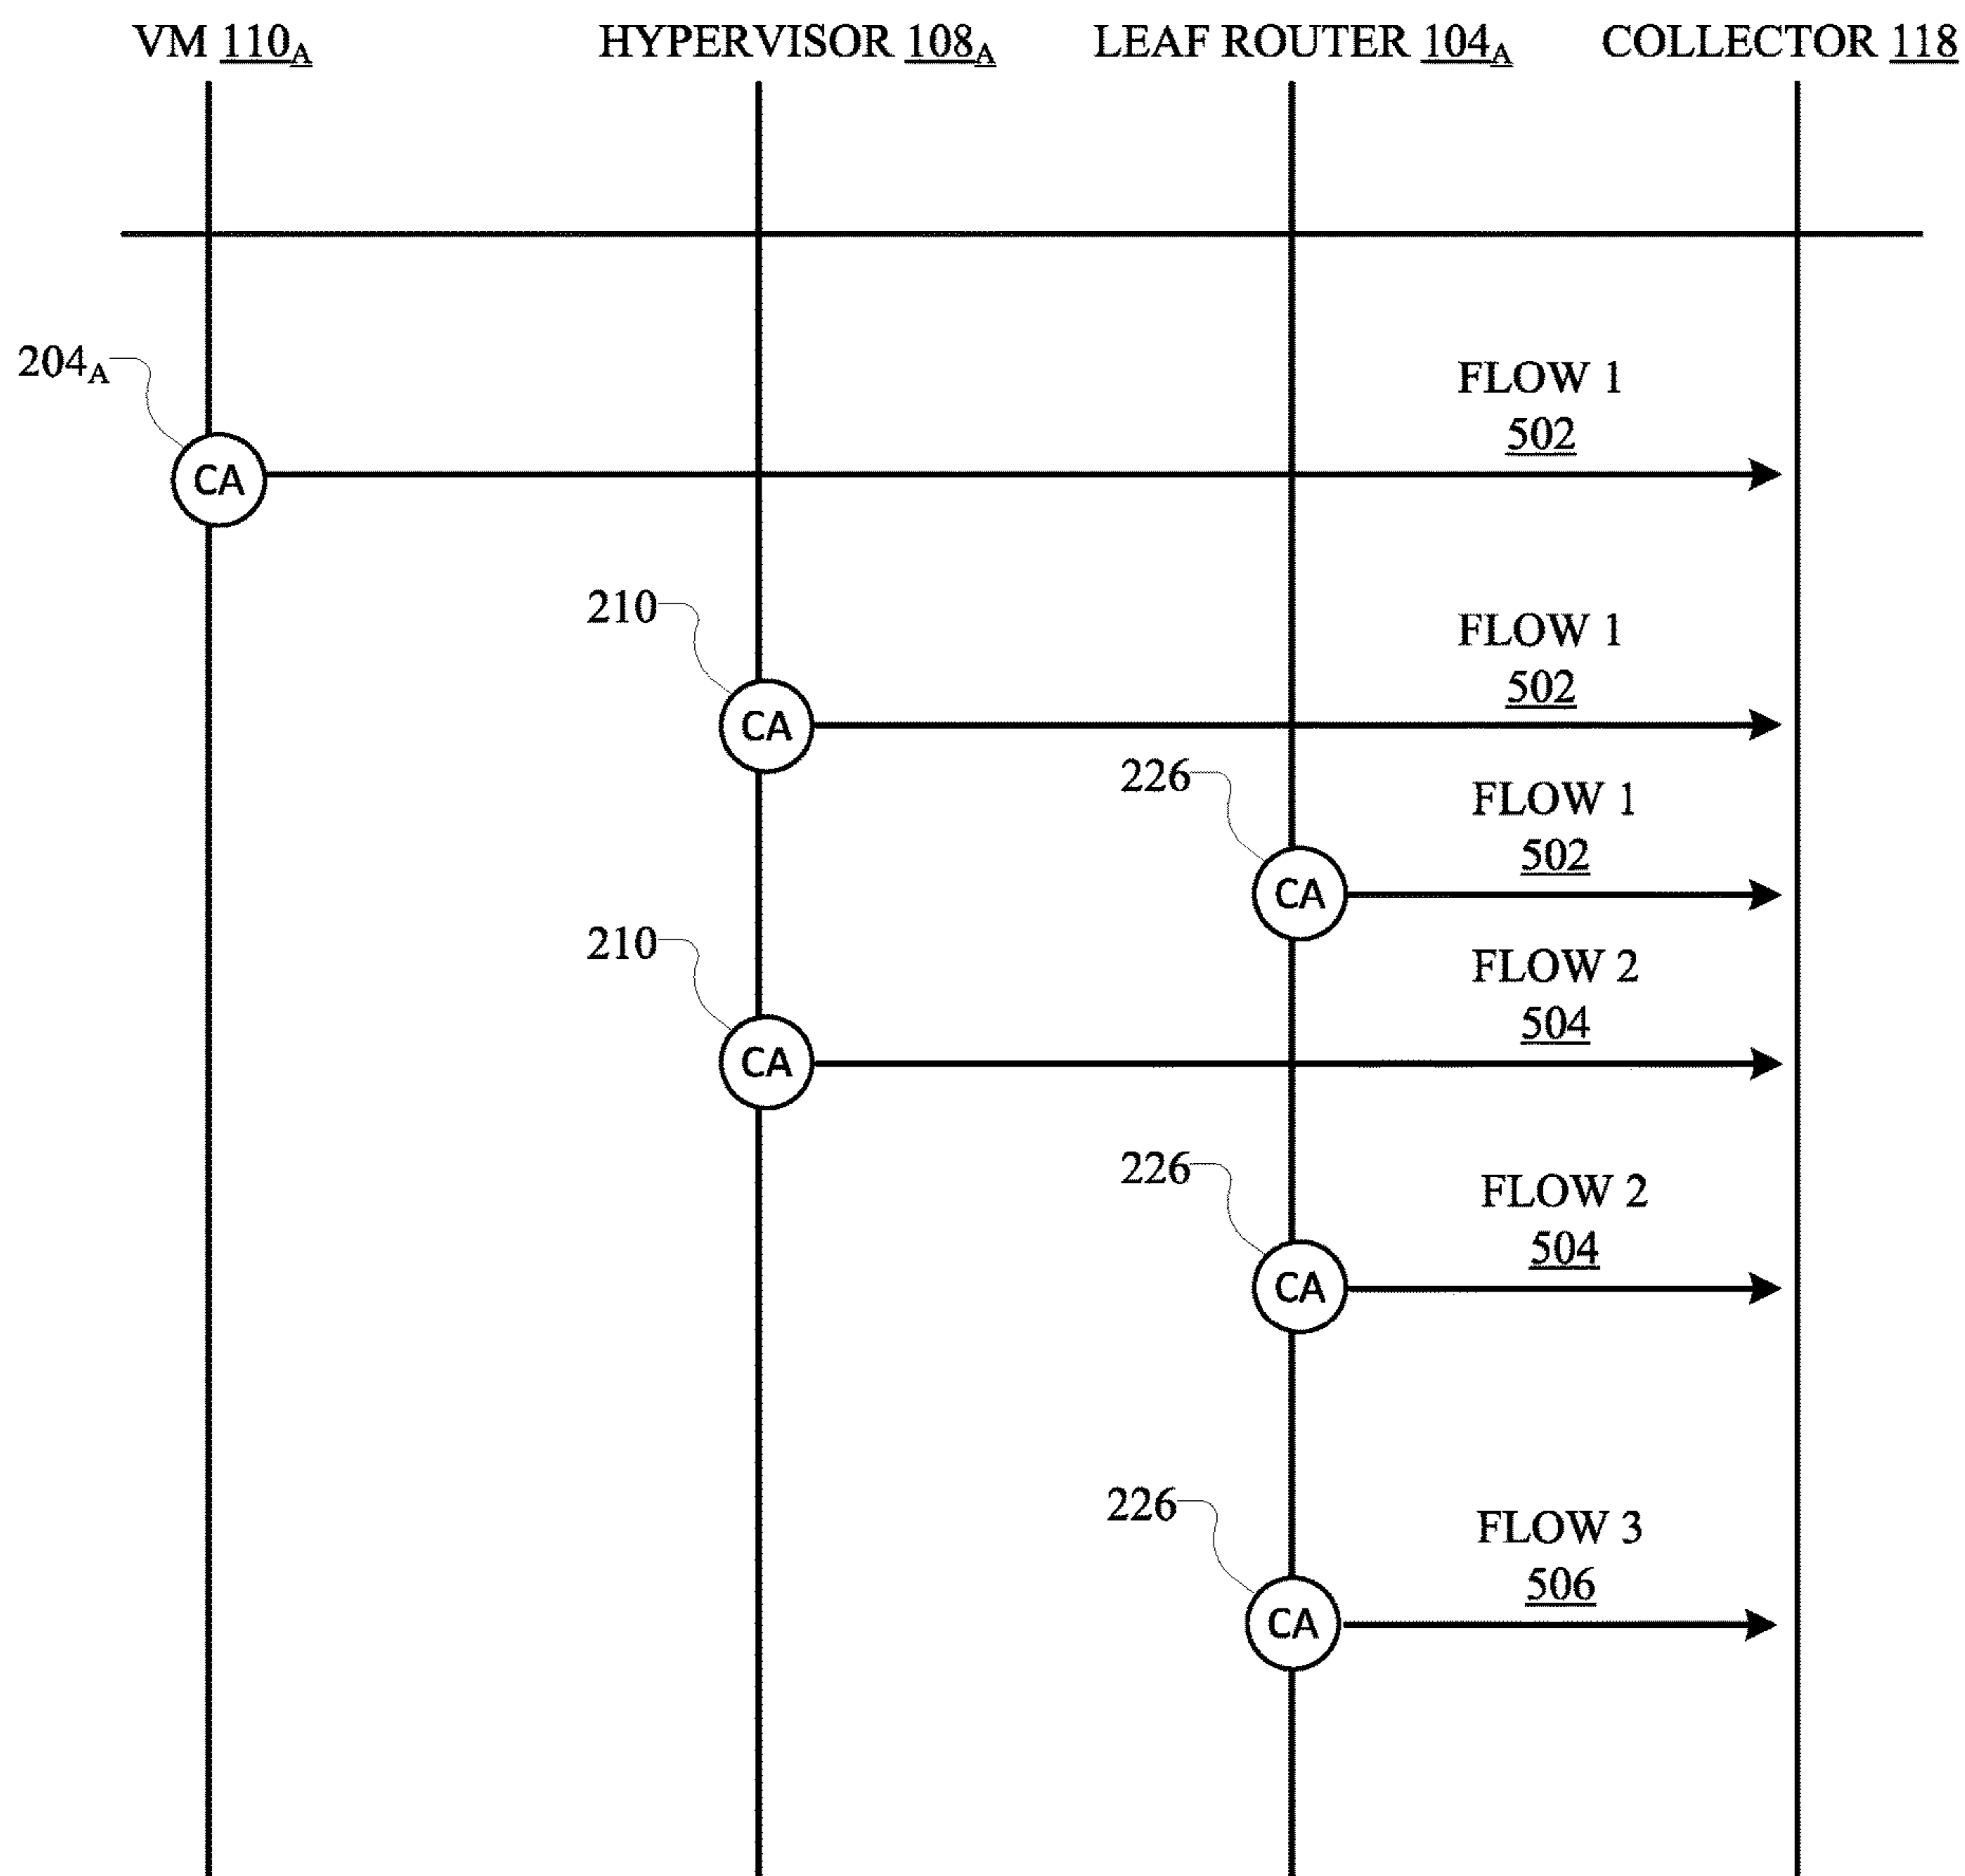 VM 110A
HYPERVISOR 108A
LEAF ROUTER 104A
COLLECTOR 118
204A
FLOW 1
502
CA
210
FLOW 1
502
CA
226
FLOW 1
502
CA
210
FLOW 2
504
CA
226
FLOW 2
504
CA
226
FLOW 3
506
CA